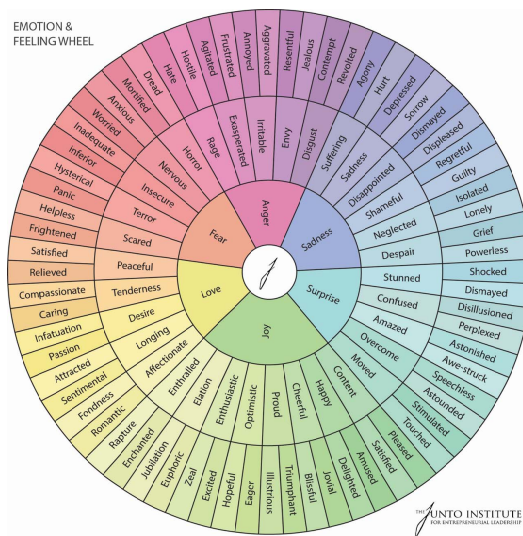 EMOTION &
FEELING WHEEL
Anger
Sadness
Surprise
Joy
Love
Fear
Rage
Exasperated
Irritable
Envy
Disgust
Suffering
Sadness
Disappointed
Shameful
Neglected
Despair
Stunned
Confused
Amazed
Overcome
Moved
Content
Happy
Cheerful
Proud
Optimistic
Enthusiastic
Elation
Enthralled
Affectionate
Longing
Desire
Tenderness
Peaceful
Scared
Terror
Insecure
Nervous
Horror
Hate
Hostile
Agitated
Frustrated
Annoyed
Aggravated
Resentful
Jealous
Contempt
Revolted
Agony
Hurt
Depressed
Sorrow
Dismayed
Displeased
Regretful
Guilty
Isolated
Lonely
Grief
Powerless
Shocked
Dismayed
Disillusioned
Perplexed
Astonished
Awe-struck
Speechless
Astounded
Stimulated
Touched
Pleased
Satisfied
Amused
Delighted
Jovial
Blissful
Triumphant
Illustrious
Eager
Hopeful
Excited
Zeal
Euphoric
Jubilation
Enchanted
Rapture
Romantic
Fondness
Sentimental
Attracted
Passion
Infatuation
Caring
Compassionate
Relieved
Satisfied
Frightened
Helpless
Panic
Hysterical
Inferior
Inadequate
Worried
Anxious
Mortified
Dread
THE JUNTO INSTITUTE
FOR ENTREPRENEURIAL LEADERSHIP